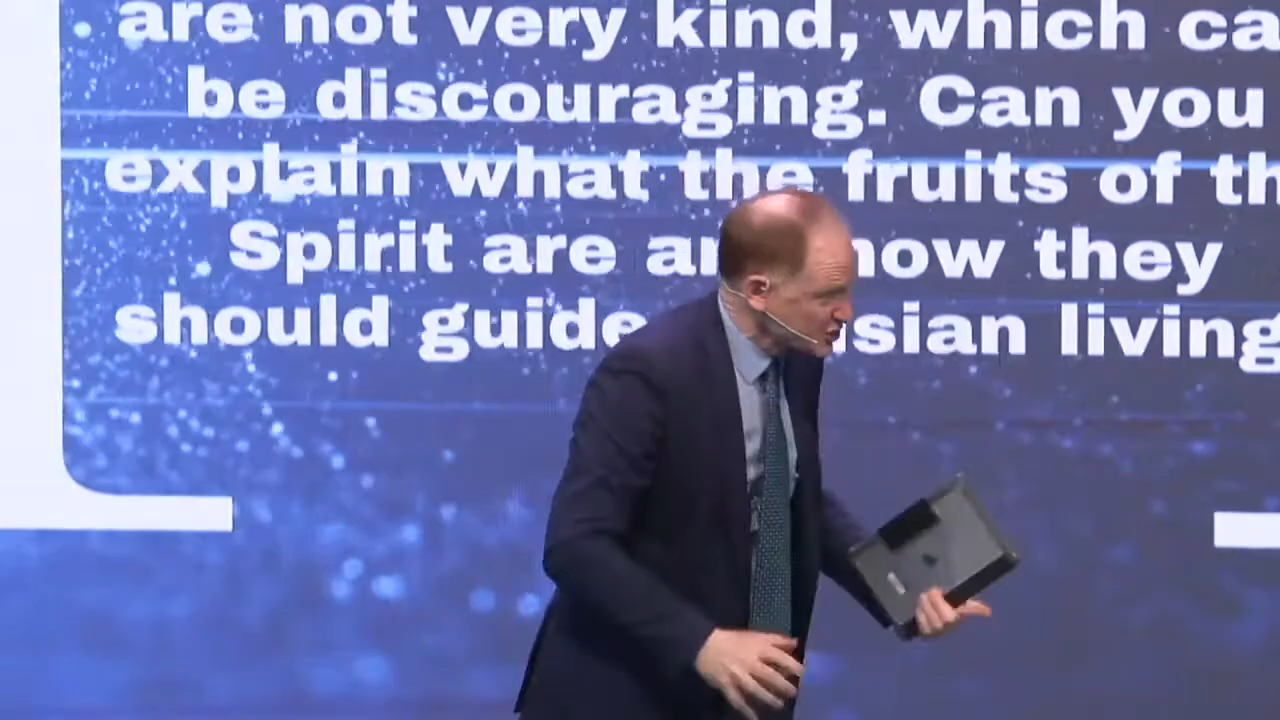 are not very kind, which ca
be discouraging. Can you
explain what the fruits of th
Spirit are an how they
should guide sian living